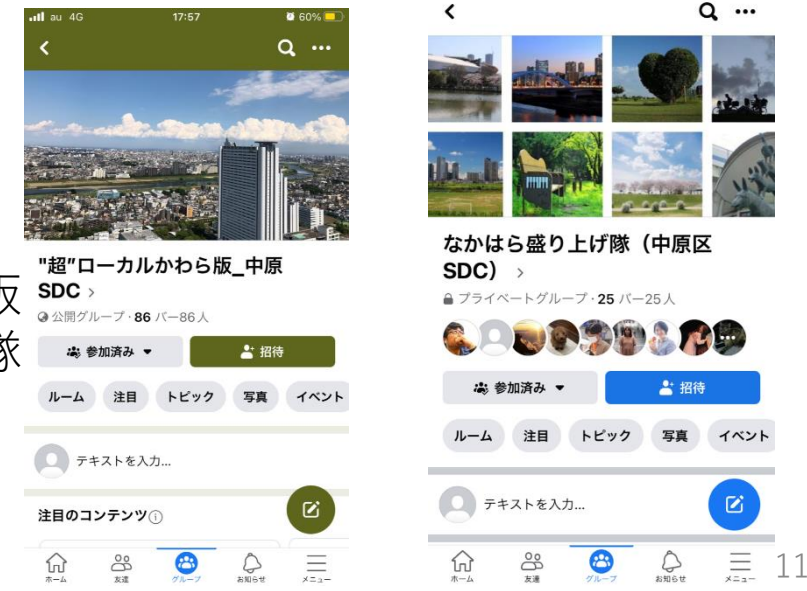 au 4G 17:57 60%
"超"ローカルかわら版_中原
SDC
公開グループ・86 バー86人
参加済み 招待
ルーム 注目 トピック 写真 イベント
テキストを入力...
注目のコンテンツ
ホーム 友達 グループ お知らせ メニュー
版
隊
なかはら盛り上げ隊（中原区
SDC）
プライベートグループ・25 バー25人
参加済み 招待
ルーム 注目 トピック 写真 イベント
テキストを入力...
ホーム 友達 グループ お知らせ メニュー
11